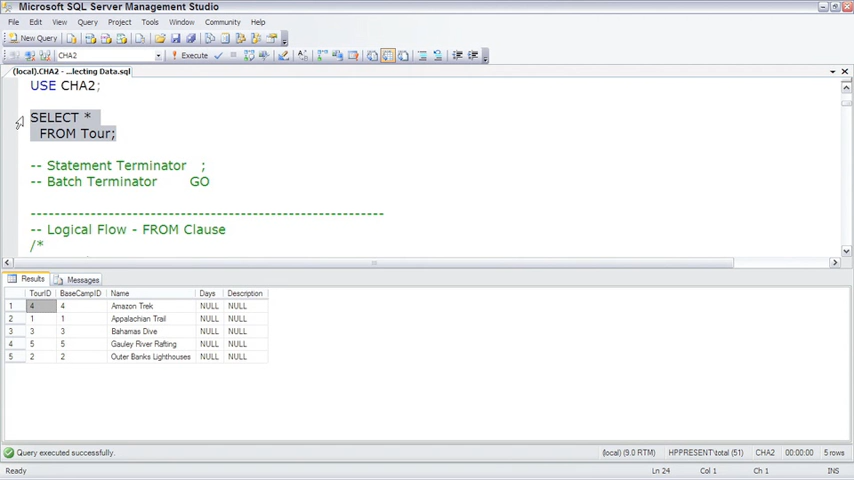 Microsoft SQL Server Management Studio
File Edit View Query Project Tools Window Community Help
New Query
CHA2 Execute
(local).CHA2 - ...lecting Data.sql
USE CHA2;
SELECT *
FROM Tour;
-- Statement Terminator ;
-- Batch Terminator GO
-----------------------------------------------------------
-- Logical Flow - FROM Clause
/*
Results Messages
TourID BaseCampID Name Days Description
1 4 4 Amazon Trek NULL NULL
2 1 1 Appalachian Trail NULL NULL
3 3 3 Bahamas Dive NULL NULL
4 5 5 Gauley River Rafting NULL NULL
5 2 2 Outer Banks Lighthouses NULL NULL
Query executed successfully. (local) (9.0 RTM) HPPRESENT\total (51) CHA2 00:00:00 5 rows
Ready Ln 24 Col 1 Ch 1 INS